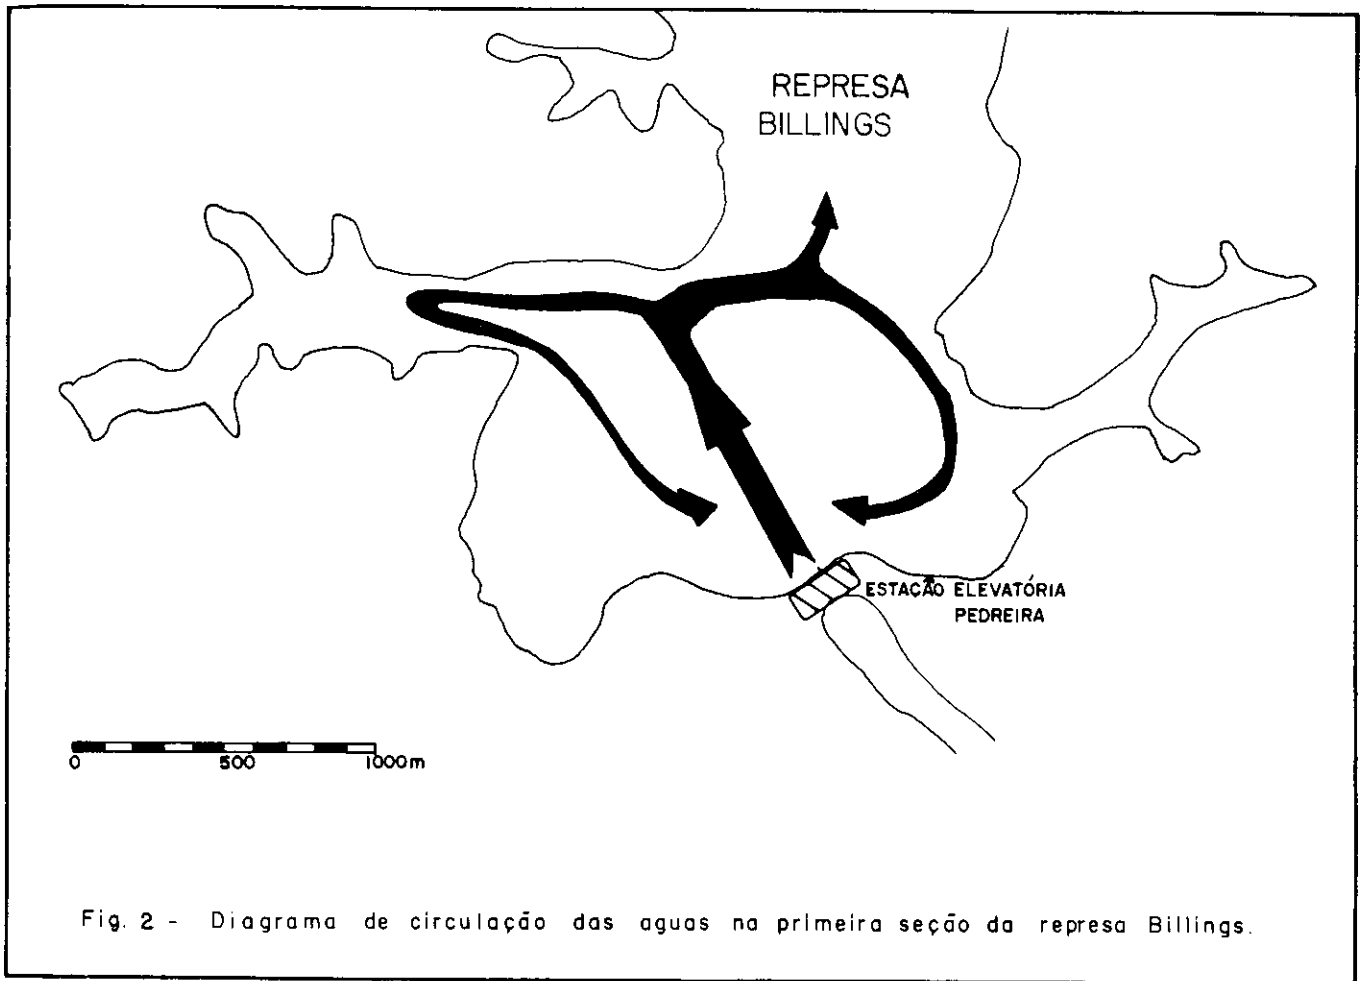 REPRESA
BILLINGS
ESTAÇÃO ELEVATÓRIA
PEDREIRA
0 500 1000m
Fig. 2 - Diagrama de circulação das aguas na primeira seção da represa Billings.